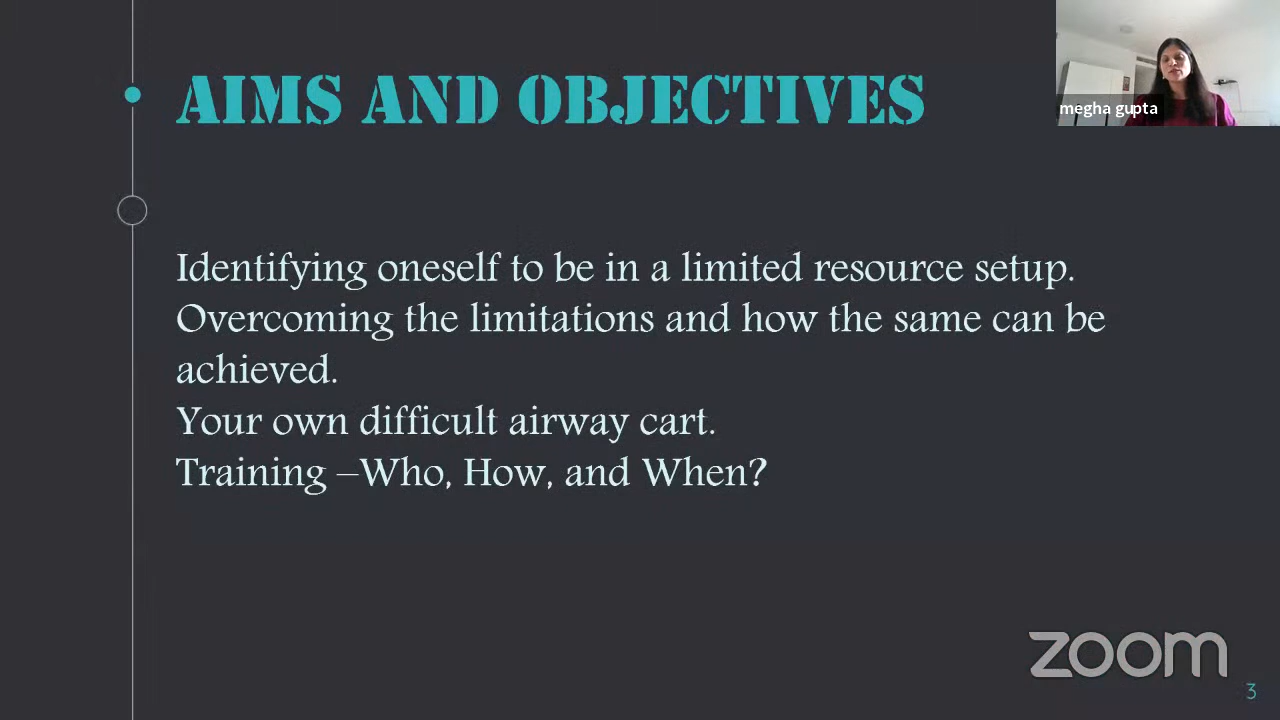 AIMS AND OBJECTIVES
megha gupta
Identifying oneself to be in a limited resource setup.
Overcoming the limitations and how the same can be
achieved.
Your own difficult airway cart.
Training –Who, How, and When?
zoom
3